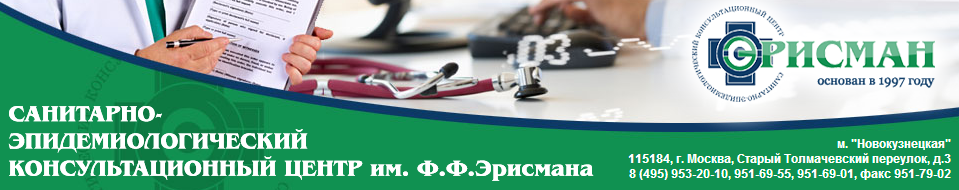 ЭРИСМАН
ОСНОВАН В 1997 ГОДУ
САНИТАРНО-ЭПИДЕМИОЛОГИЧЕСКИЙ КОНСУЛЬТАЦИОННЫЙ ЦЕНТР
САНИТАРНО-
ЭПИДЕМИОЛОГИЧЕСКИЙ
КОНСУЛЬТАЦИОННЫЙ ЦЕНТР им. Ф.Ф.Эрисмана
м. "Новокузнецкая"
115184, г. Москва, Старый Толмачевский переулок, д.3
8 (495) 953-20-10, 951-69-55, 951-69-01, факс 951-79-02